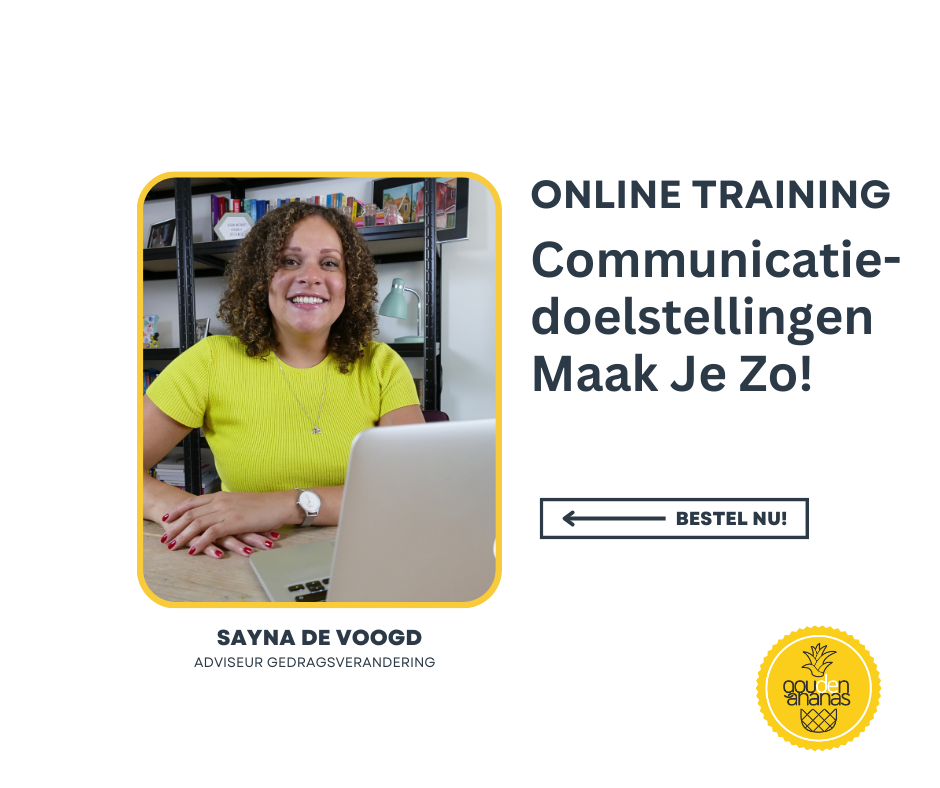 ONLINE TRAINING
Communicatie-
doelstellingen
Maak Je Zo!
BESTEL NU!
SAYNA DE VOOGD
ADVISEUR GEDRAGSVERANDERING
gouden
ananas